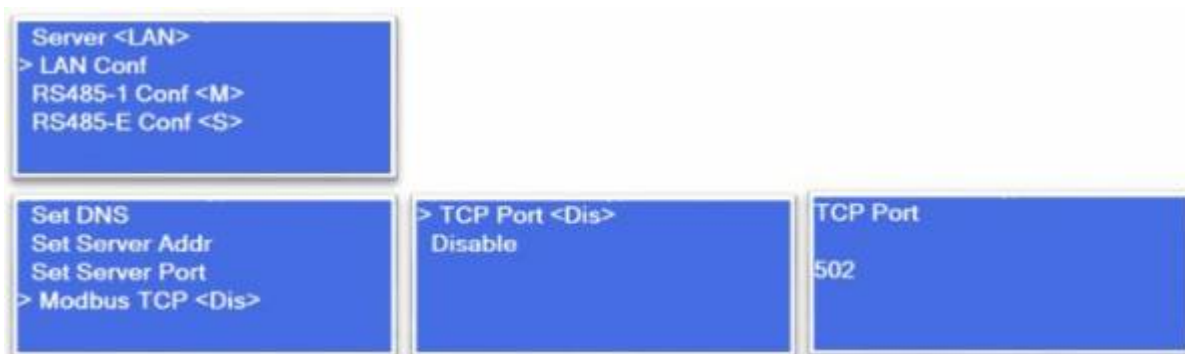 Server <LAN>
> LAN Conf
RS485-1 Conf <M>
RS485-E Conf <S>
Set DNS
Set Server Addr
Set Server Port
> Modbus TCP <Dis>
> TCP Port <Dis>
Disable
TCP Port
502